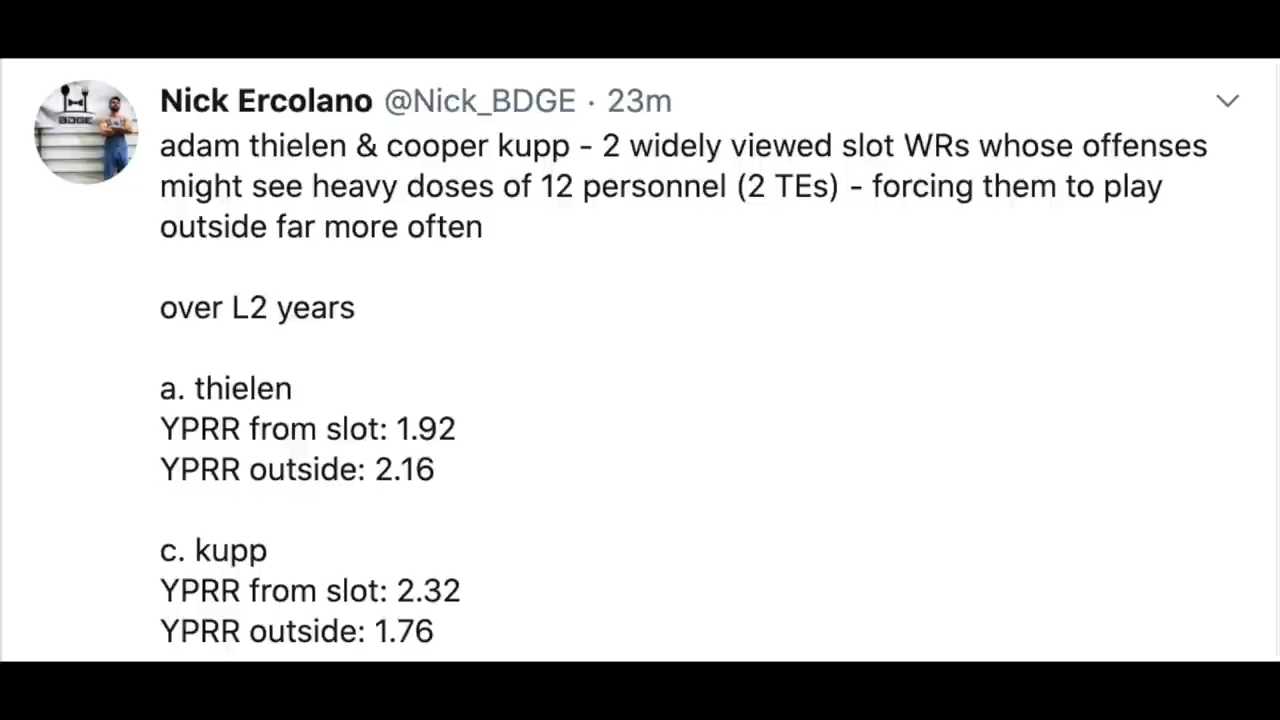 Nick Ercolano @Nick_BDGE · 23m
adam thielen & cooper kupp - 2 widely viewed slot WRs whose offenses
might see heavy doses of 12 personnel (2 TEs) - forcing them to play
outside far more often
over L2 years
a. thielen
YPRR from slot: 1.92
YPRR outside: 2.16
c. kupp
YPRR from slot: 2.32
YPRR outside: 1.76
BDGE